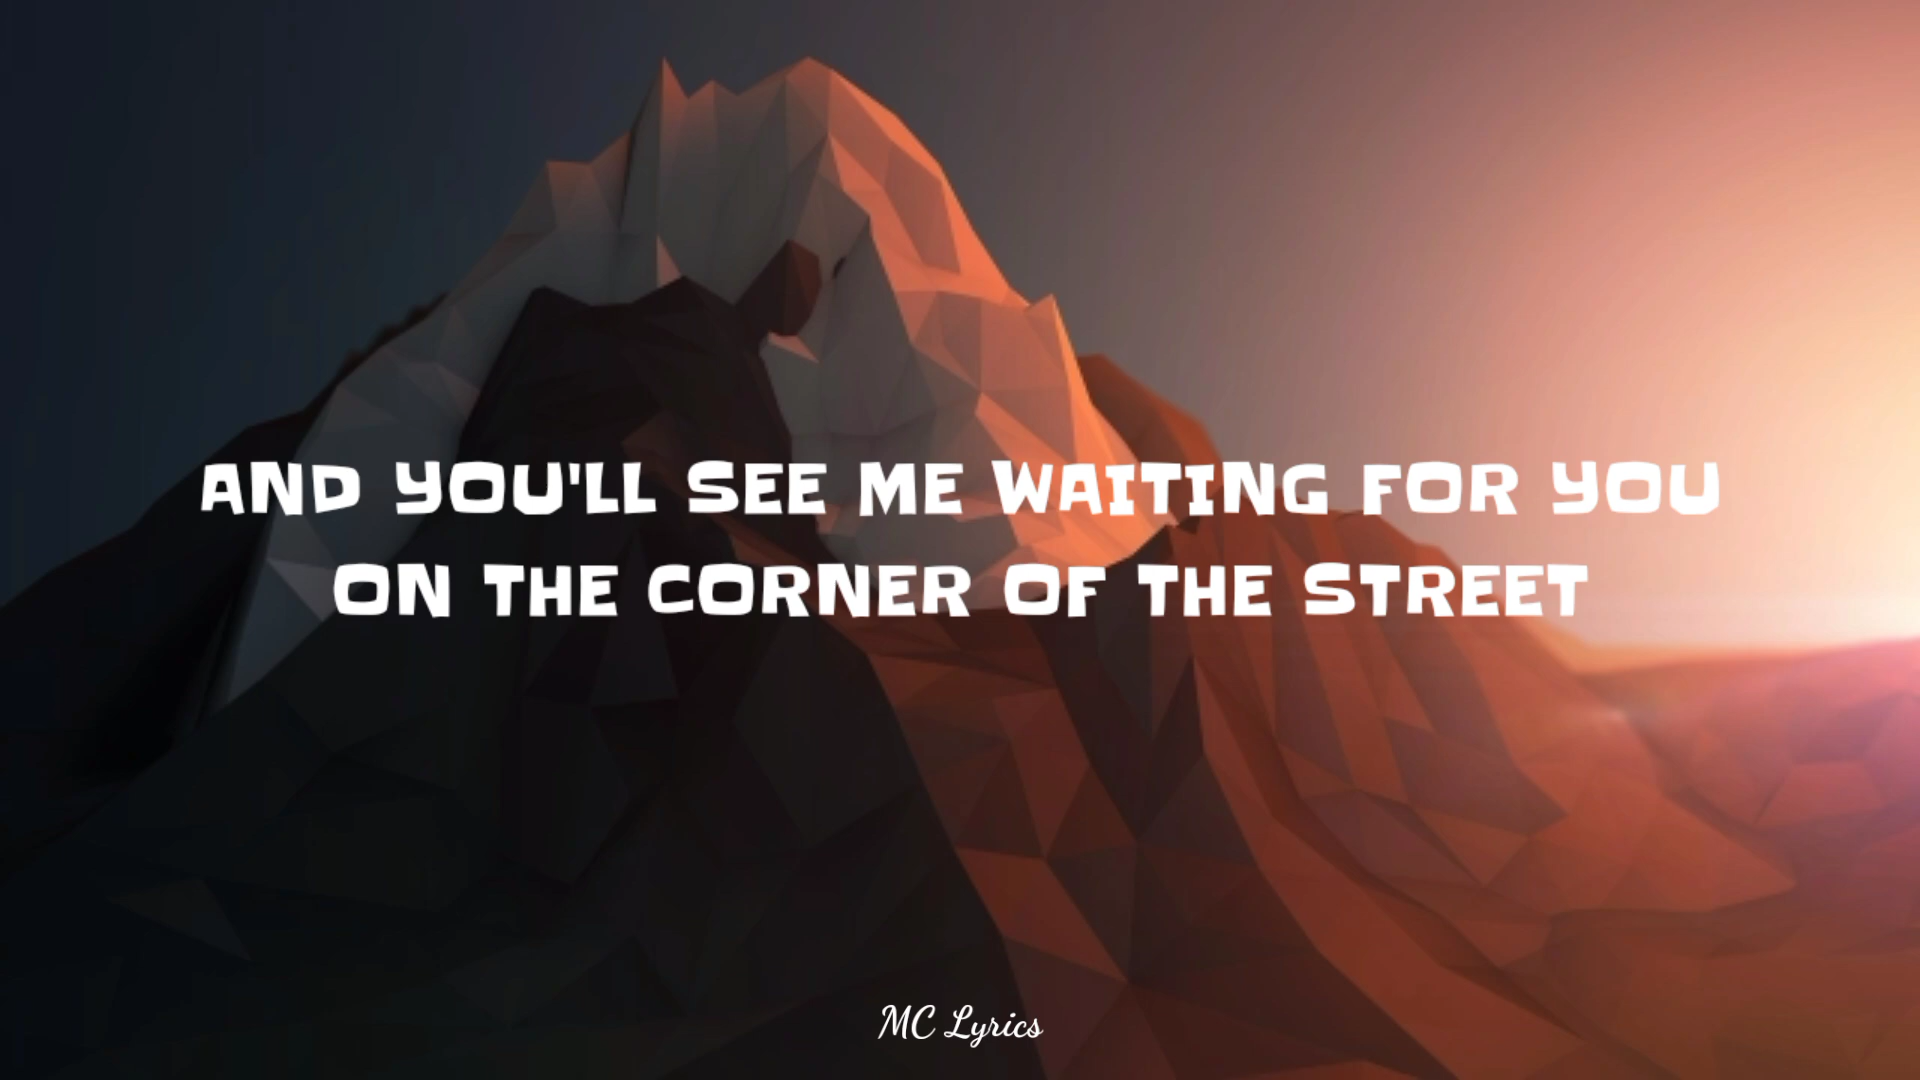 AND YOU'LL SEE ME WAITING FOR YOU
ON THE CORNER OF THE STREET
MC Lyrics